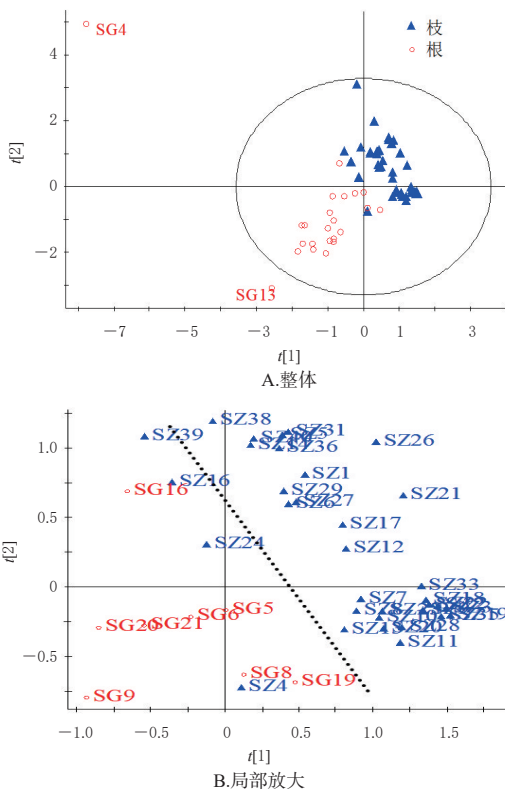 SG4
枝
根
4
2
0
−2
t[2]
SG13
−7 −5 −3 −1 0 1 3
t[1]
A.整体
SZ38
SZ39
SZ31
SZ36
SZ26
SZ16
SG16
SZ1
SZ29
SZ27
SZ6
SZ21
SZ17
SZ24
SZ12
1.0
0.5
0
−0.5
t[2]
SZ33
SZ7
SZ18
SG5
SG6
SG21
SG20
SZ20
SZ28
SZ11
SG8
SG19
SZ4
SG9
−1.0 −0.5 0 0.5 1.0 1.5
t[1]
B.局部放大